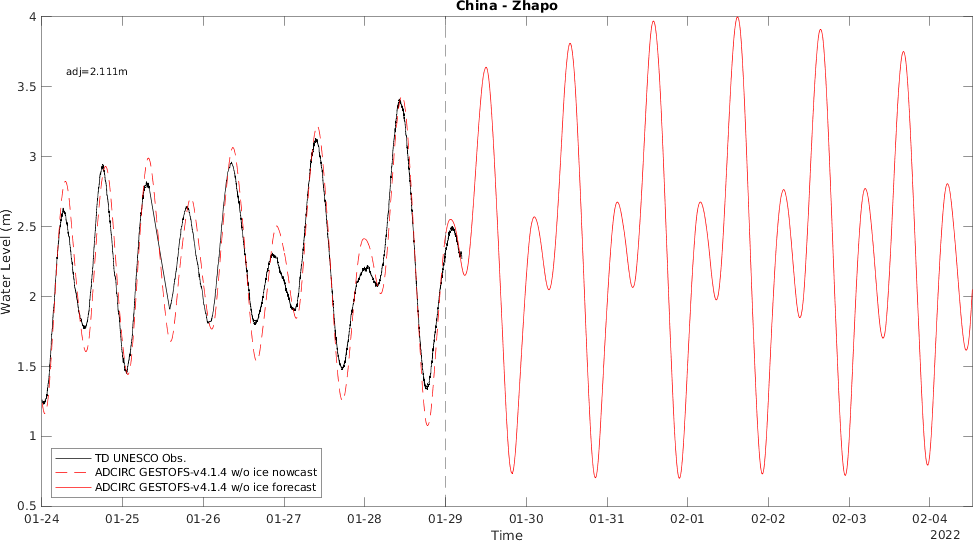 China - Zhapo
adj=2.111m
Water Level (m)
4
3.5
3
2.5
2
1.5
1
0.5
TD UNESCO Obs.
ADCIRC GESTOFS-v4.1.4 w/o ice nowcast
ADCIRC GESTOFS-v4.1.4 w/o ice forecast
01-24 01-25 01-26 01-27 01-28 01-29 01-30 01-31 02-01 02-02 02-03 02-04
Time
2022